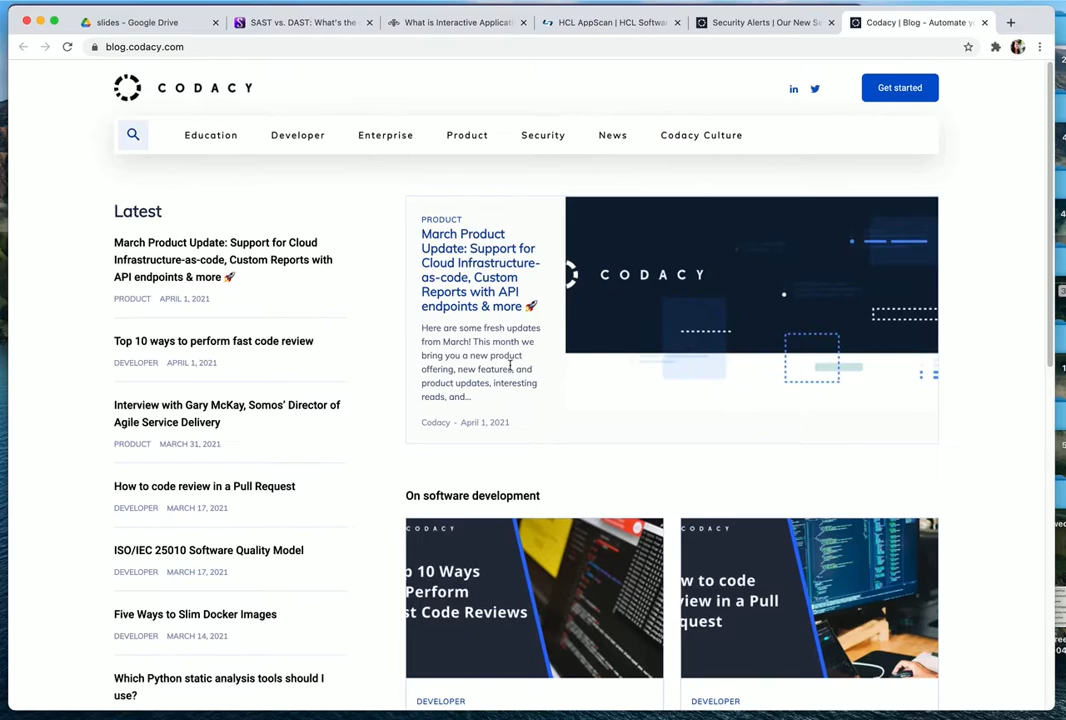 slides - Google Drive
SAST vs. DAST: What's the
What is Interactive Applicati
HCL AppScan | HCL Softwar
Security Alerts | Our New Se
Codacy | Blog - Automate y
blog.codacy.com
CODACY
in
Get started
Education
Developer
Enterprise
Product
Security
News
Codacy Culture
Latest
March Product Update: Support for Cloud
Infrastructure-as-code, Custom Reports with
API endpoints & more 🚀
PRODUCT APRIL 1, 2021
Top 10 ways to perform fast code review
DEVELOPER APRIL 1, 2021
Interview with Gary McKay, Somos’ Director of
Agile Service Delivery
PRODUCT MARCH 31, 2021
How to code review in a Pull Request
DEVELOPER MARCH 17, 2021
ISO/IEC 25010 Software Quality Model
DEVELOPER MARCH 17, 2021
Five Ways to Slim Docker Images
DEVELOPER MARCH 14, 2021
Which Python static analysis tools should I
use?
PRODUCT
March Product
Update: Support for
Cloud Infrastructure-
as-code, Custom
Reports with API
endpoints & more 🚀
Here are some fresh updates
from March! This month we
bring you a new product
offering, new features, and
product updates, interesting
reads, and...
Codacy - April 1, 2021
CODACY
On software development
CODACY
p 10 Ways
Perform
st Code Reviews
DEVELOPER
CODACY
w to code
view in a Pull
quest
DEVELOPER